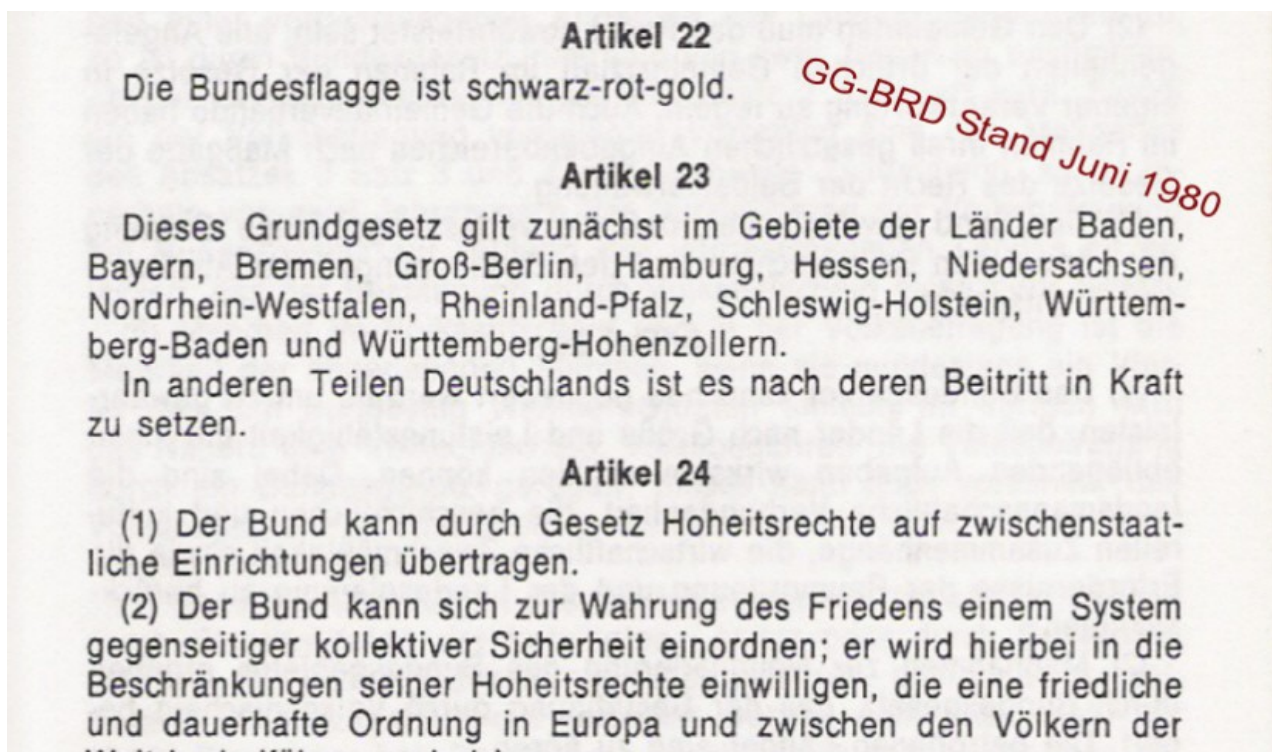 Artikel 22
Die Bundesflagge ist schwarz-rot-gold.
GG-BRD Stand Juni 1980
Artikel 23
Dieses Grundgesetz gilt zunächst im Gebiete der Länder Baden,
Bayern, Bremen, Groß-Berlin, Hamburg, Hessen, Niedersachsen,
Nordrhein-Westfalen, Rheinland-Pfalz, Schleswig-Holstein, Württem-
berg-Baden und Württemberg-Hohenzollern.
In anderen Teilen Deutschlands ist es nach deren Beitritt in Kraft
zu setzen.
Artikel 24
(1) Der Bund kann durch Gesetz Hoheitsrechte auf zwischenstaat-
liche Einrichtungen übertragen.
(2) Der Bund kann sich zur Wahrung des Friedens einem System
gegenseitiger kollektiver Sicherheit einordnen; er wird hierbei in die
Beschränkungen seiner Hoheitsrechte einwilligen, die eine friedliche
und dauerhafte Ordnung in Europa und zwischen den Völkern der